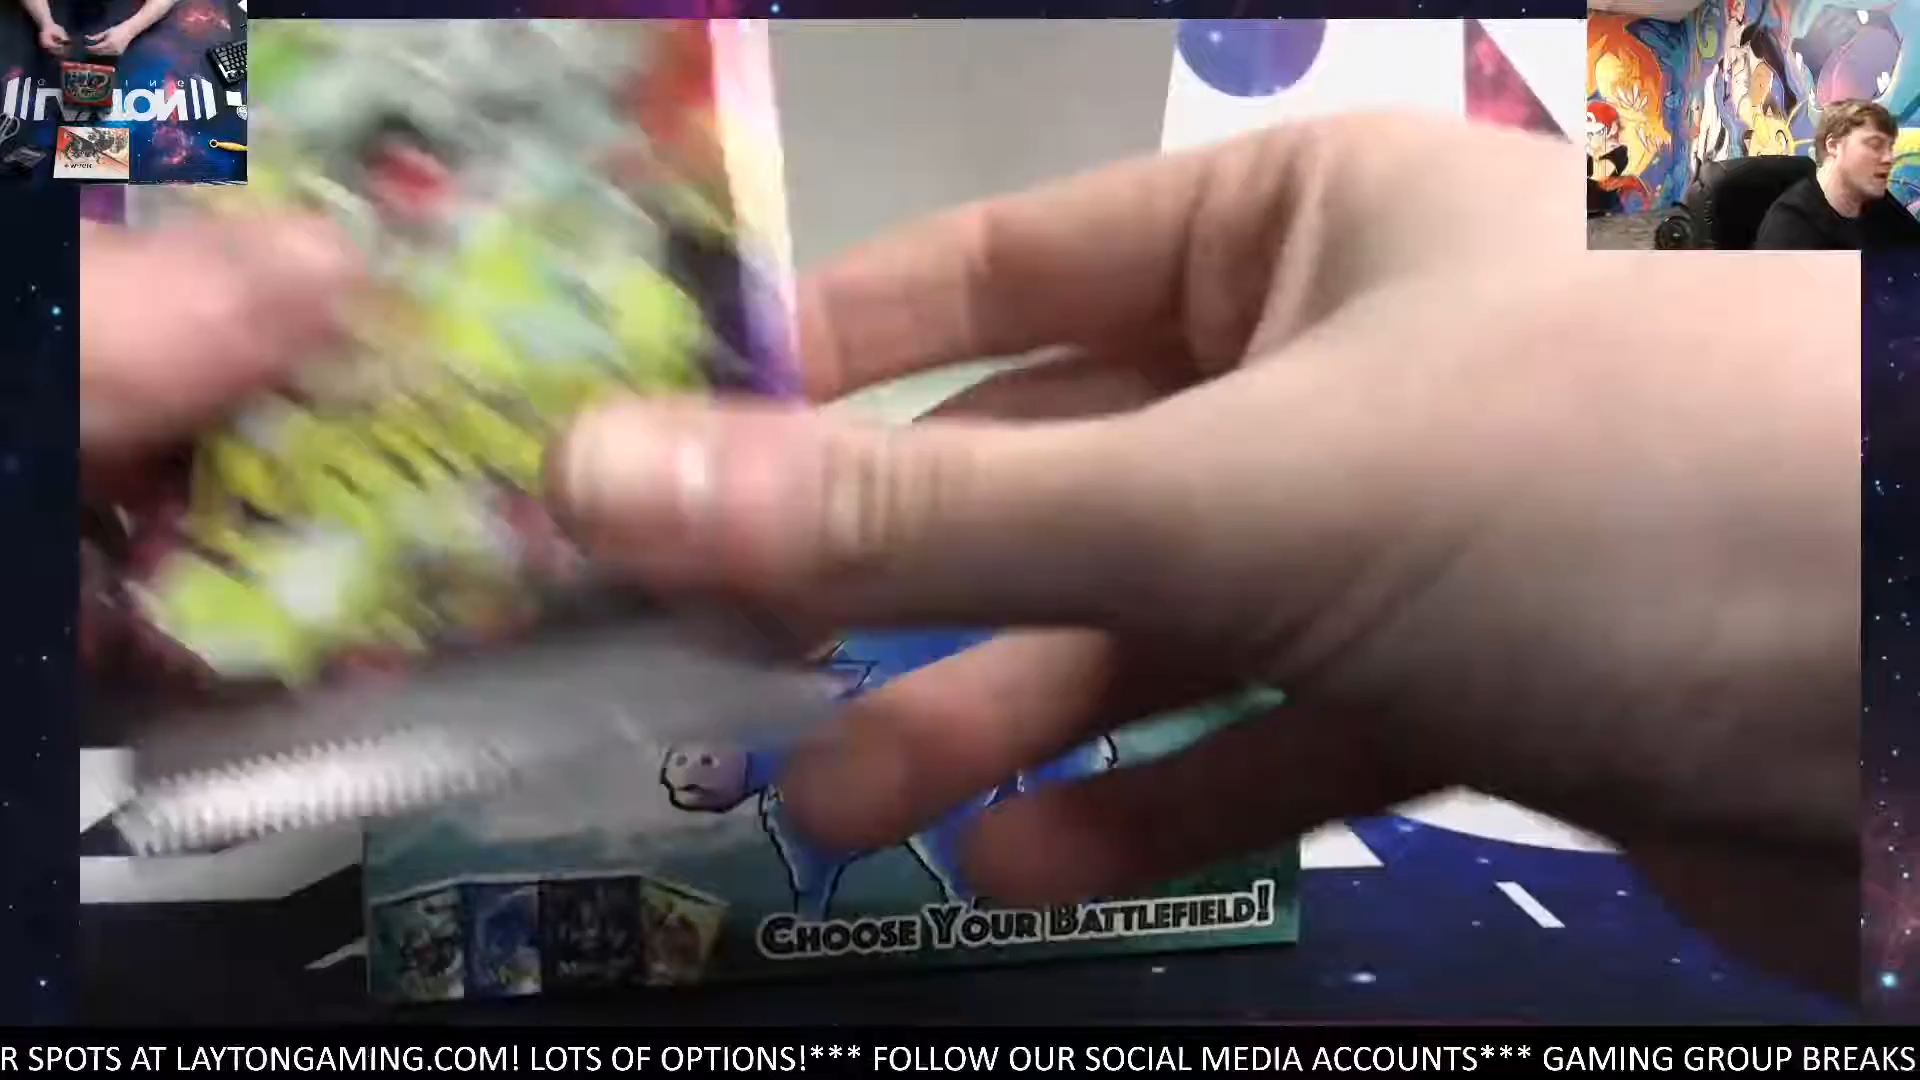 CHOOSE YOUR BATTLEFIELD!
R SPOTS AT LAYTONGAMING.COM! LOTS OF OPTIONS!*** FOLLOW OUR SOCIAL MEDIA ACCOUNTS*** GAMING GROUP BREAKS